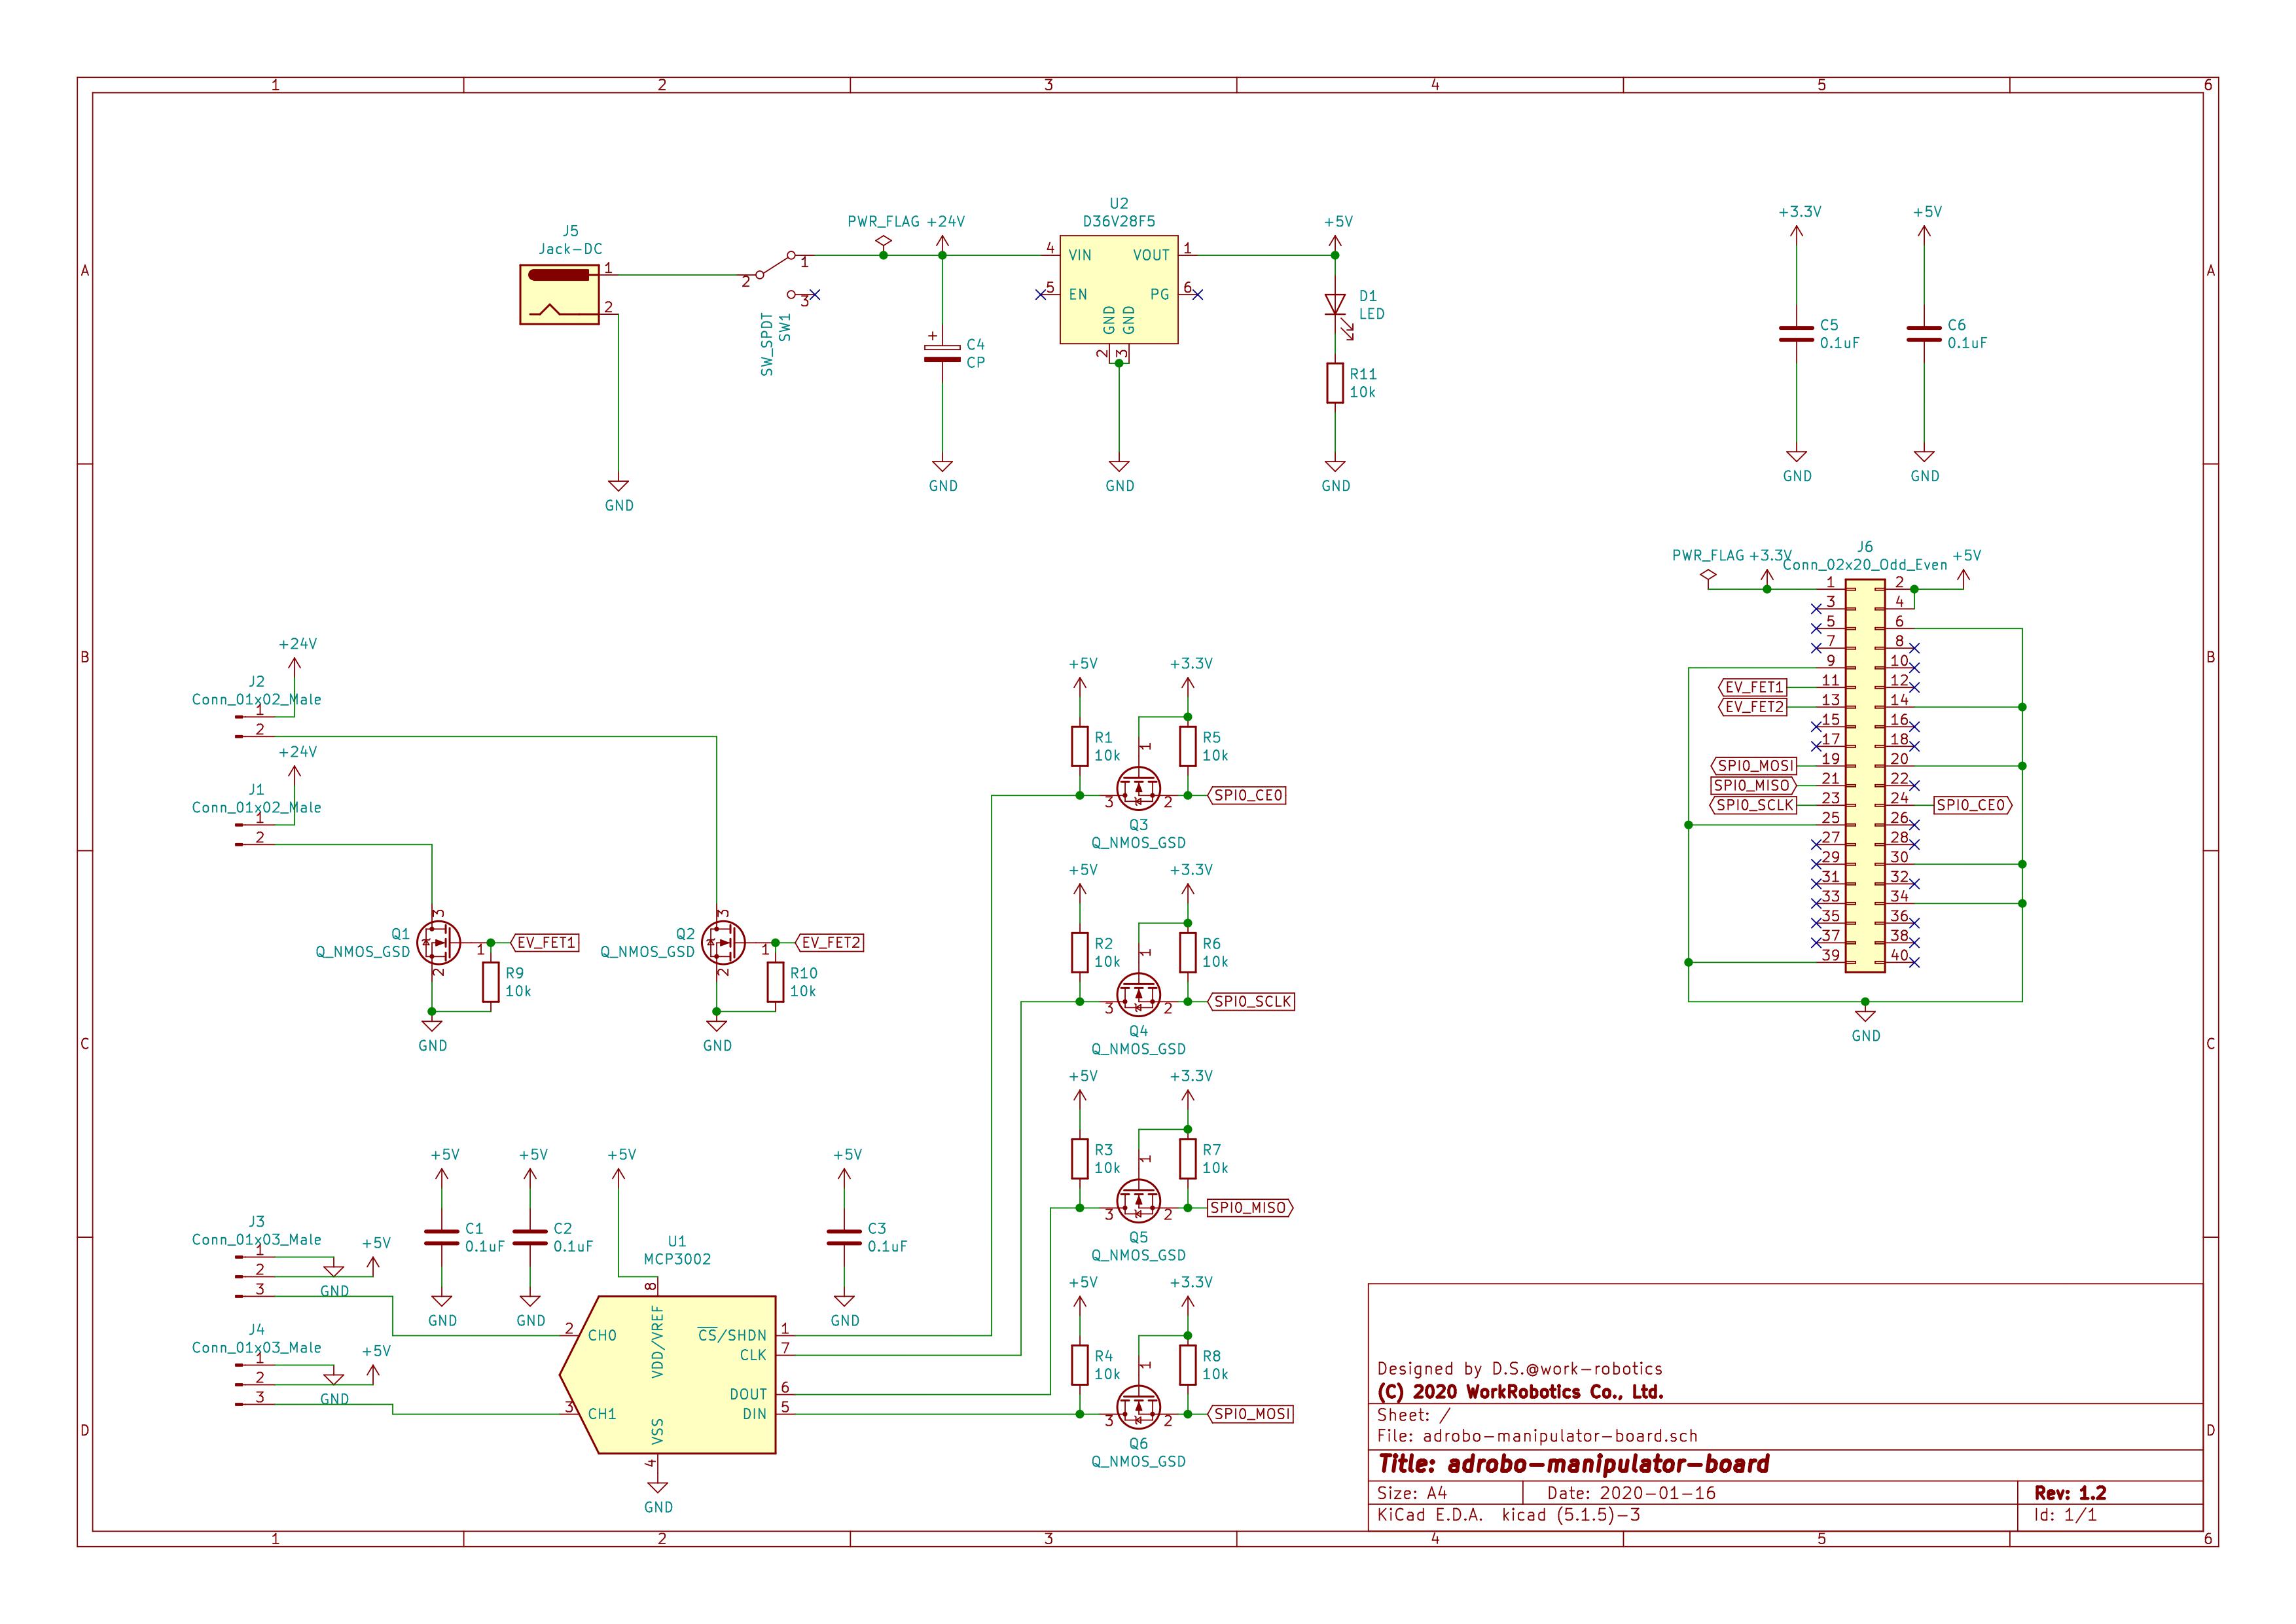 1 2 3 4 5 6
A A
B B
C C
D D
1 2 3 4 5 6
J5
Jack-DC
1
2
2
1
3
SW_SPDT
SW1
GND
PWR_FLAG +24V
C4
CP
GND
U2
D36V28F5
4 VIN VOUT 1
5 EN PG 6
GND GND
2 3
GND
+5V
D1
LED
R11
10k
GND
+3.3V
C5
0.1uF
GND
+5V
C6
0.1uF
GND
+24V
J2
Conn_01x02_Male
1
2
+24V
J1
Conn_01x02_Male
1
2
Q1
Q_NMOS_GSD
3
1
2
EV_FET1
R9
10k
GND
Q2
Q_NMOS_GSD
3
1
2
EV_FET2
R10
10k
GND
+5V +3.3V
R1
10k
R5
10k
1
3 2
SPI0_CE0
Q3
Q_NMOS_GSD
+5V +3.3V
R2
10k
R6
10k
1
3 2
SPI0_SCLK
Q4
Q_NMOS_GSD
+5V +3.3V
R3
10k
R7
10k
1
3 2
SPI0_MISO
Q5
Q_NMOS_GSD
+5V +3.3V
R4
10k
R8
10k
1
3 2
SPI0_MOSI
Q6
Q_NMOS_GSD
J6
PWR_FLAG +3.3V Conn_02x20_Odd_Even +5V
1 2
3 4
5 6
7 8
9 10
EV_FET1 11 12
EV_FET2 13 14
15 16
17 18
SPI0_MOSI 19 20
SPI0_MISO 21 22
SPI0_SCLK 23 24 SPI0_CE0
25 26
27 28
29 30
31 32
33 34
35 36
37 38
39 40
GND
J3
Conn_01x03_Male
1
2
3
+5V
GND
J4
Conn_01x03_Male
1
2
3
+5V
GND
+5V
C1
0.1uF
GND
+5V
C2
0.1uF
GND
+5V
+5V
C3
0.1uF
GND
U1
MCP3002
8
VDD/VREF
2 CH0 CS/SHDN 1
CLK 7
DOUT 6
3 CH1 DIN 5
VSS
4
GND
Designed by D.S.@work-robotics
(C) 2020 WorkRobotics Co., Ltd.
Sheet: /
File: adrobo-manipulator-board.sch
Title: adrobo-manipulator-board
Size: A4 Date: 2020-01-16 Rev: 1.2
KiCad E.D.A. kicad (5.1.5)-3 Id: 1/1